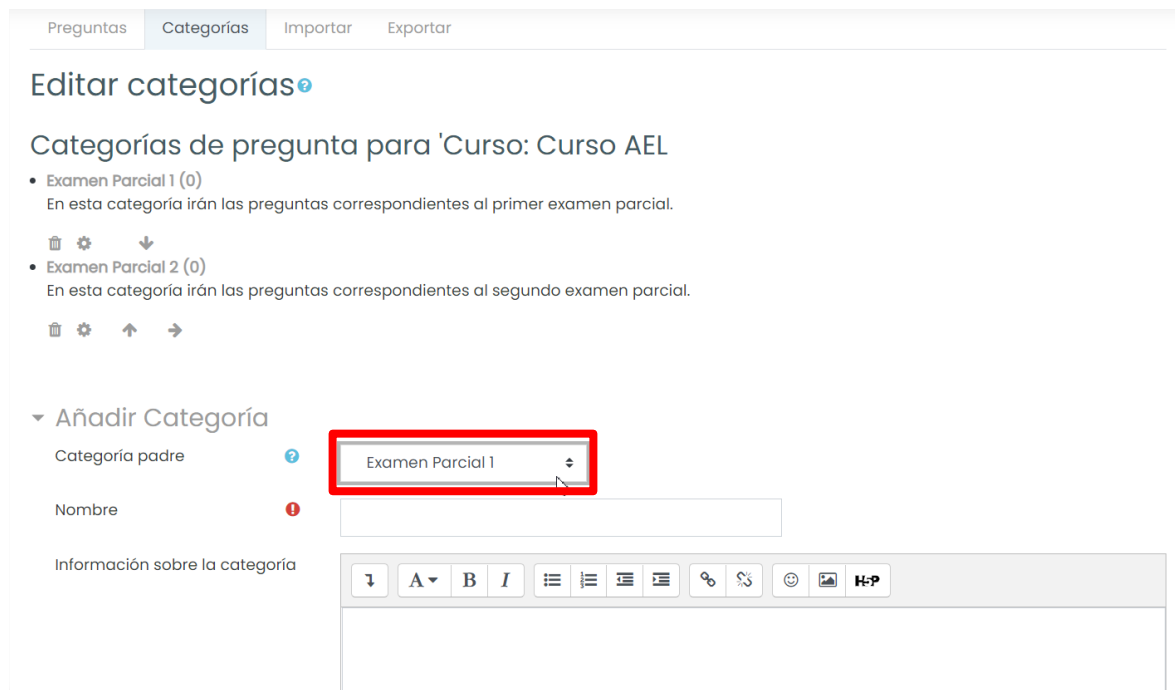 Preguntas Categorías Importar Exportar
Editar categorías
Categorías de pregunta para 'Curso: Curso AEL
Examen Parcial 1 (0)
En esta categoría irán las preguntas correspondientes al primer examen parcial.
Examen Parcial 2 (0)
En esta categoría irán las preguntas correspondientes al segundo examen parcial.
Añadir Categoría
Categoría padre Examen Parcial 1
Nombre
Información sobre la categoría
A B I H5P